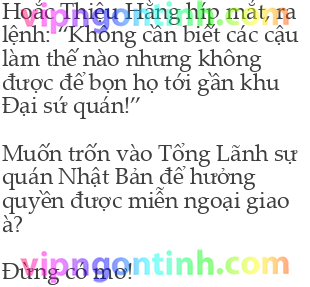 Hoắc Thiệu Hằng híp mắt, ra
lệnh: “Không cần biết các cậu
làm thế nào nhưng không
được để bọn họ tới gần khu
Đại sứ quán!”
Muốn trốn vào Tổng Lãnh sự
quán Nhật Bản để hưởng
quyền được miễn ngoại giao
à?
Đừng có mơ!
vipngontinh.com
vipngontinh.com